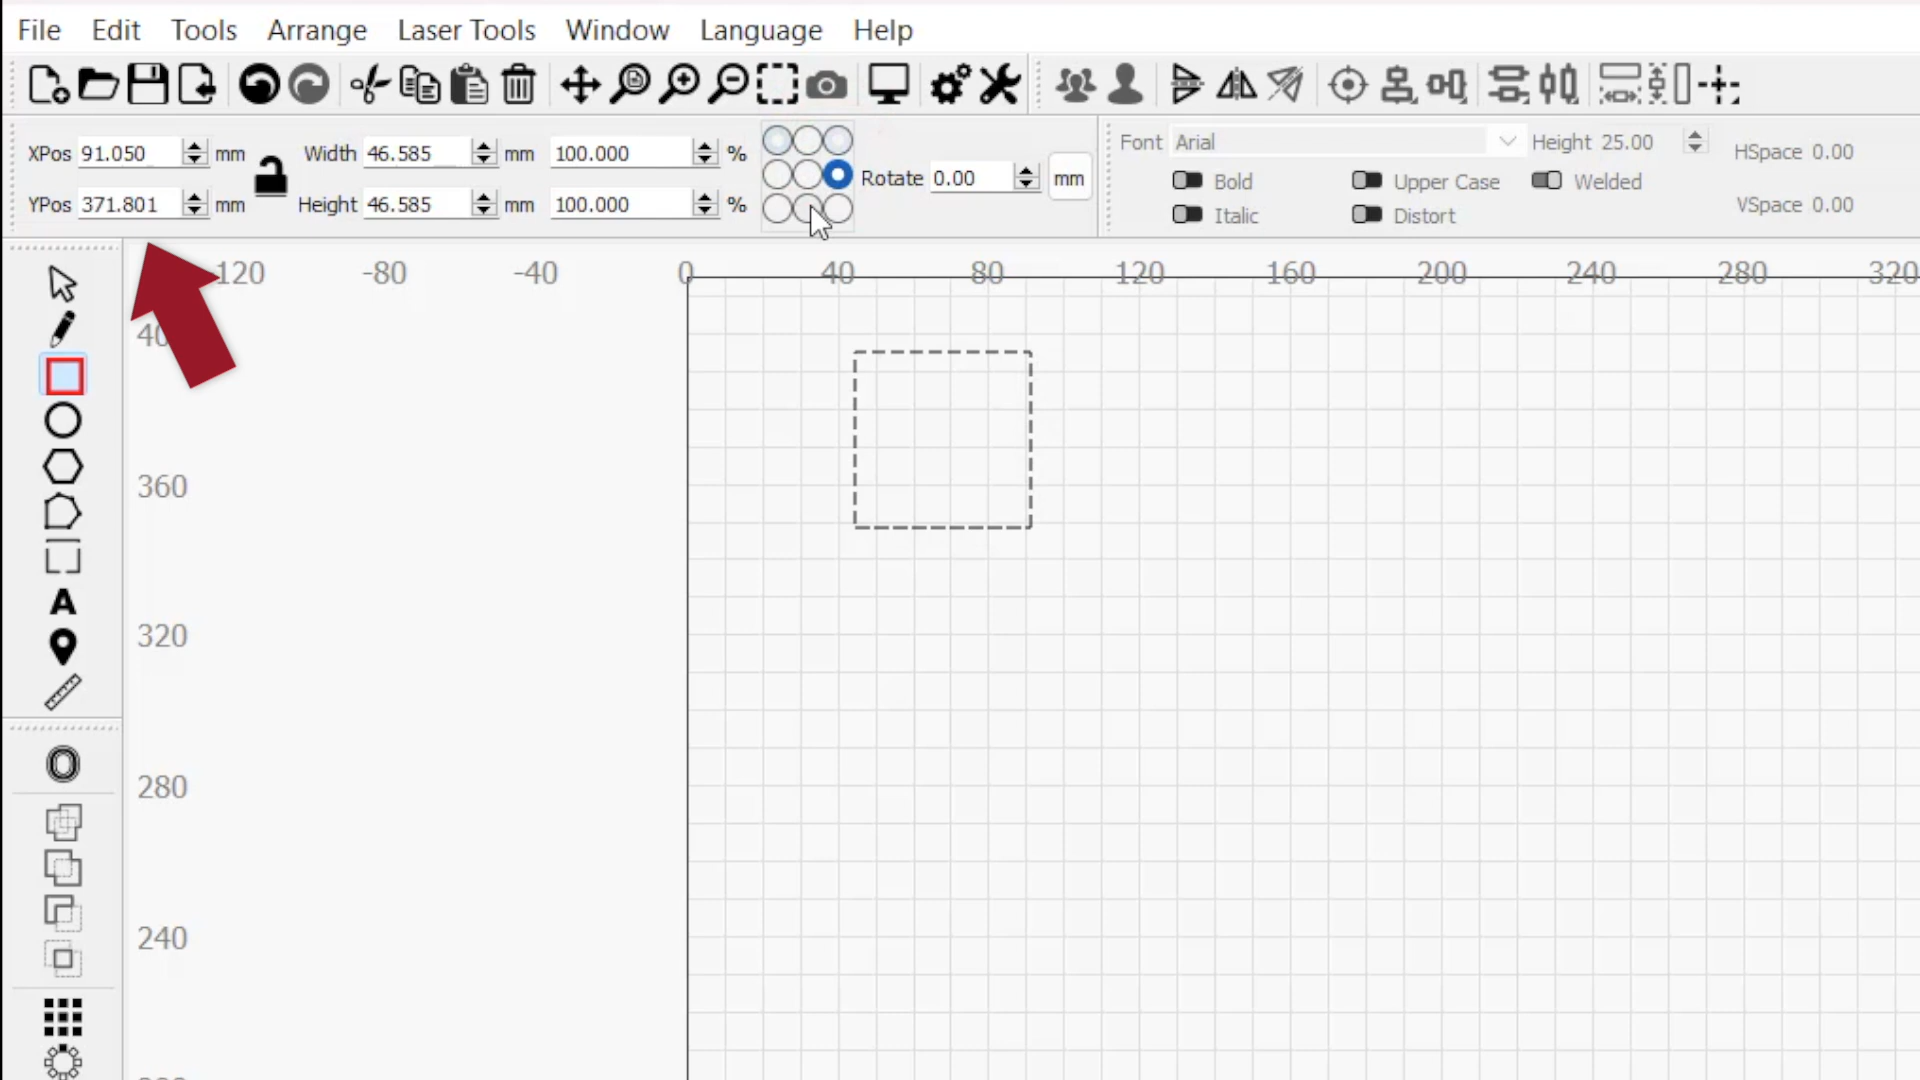 File Edit Tools Arrange Laser Tools Window Language Help
XPos 91.050 mm Width 46.585 mm 100.000 %
YPos 371.801 mm Height 46.585 mm 100.000 %
Rotate 0.00 mm
Font Arial Height 25.00 HSpace 0.00
Bold Upper Case Welded
Italic Distort VSpace 0.00
120 -80 -40 0 40 80 120 160 200 240 280 320
360
320
280
240
A